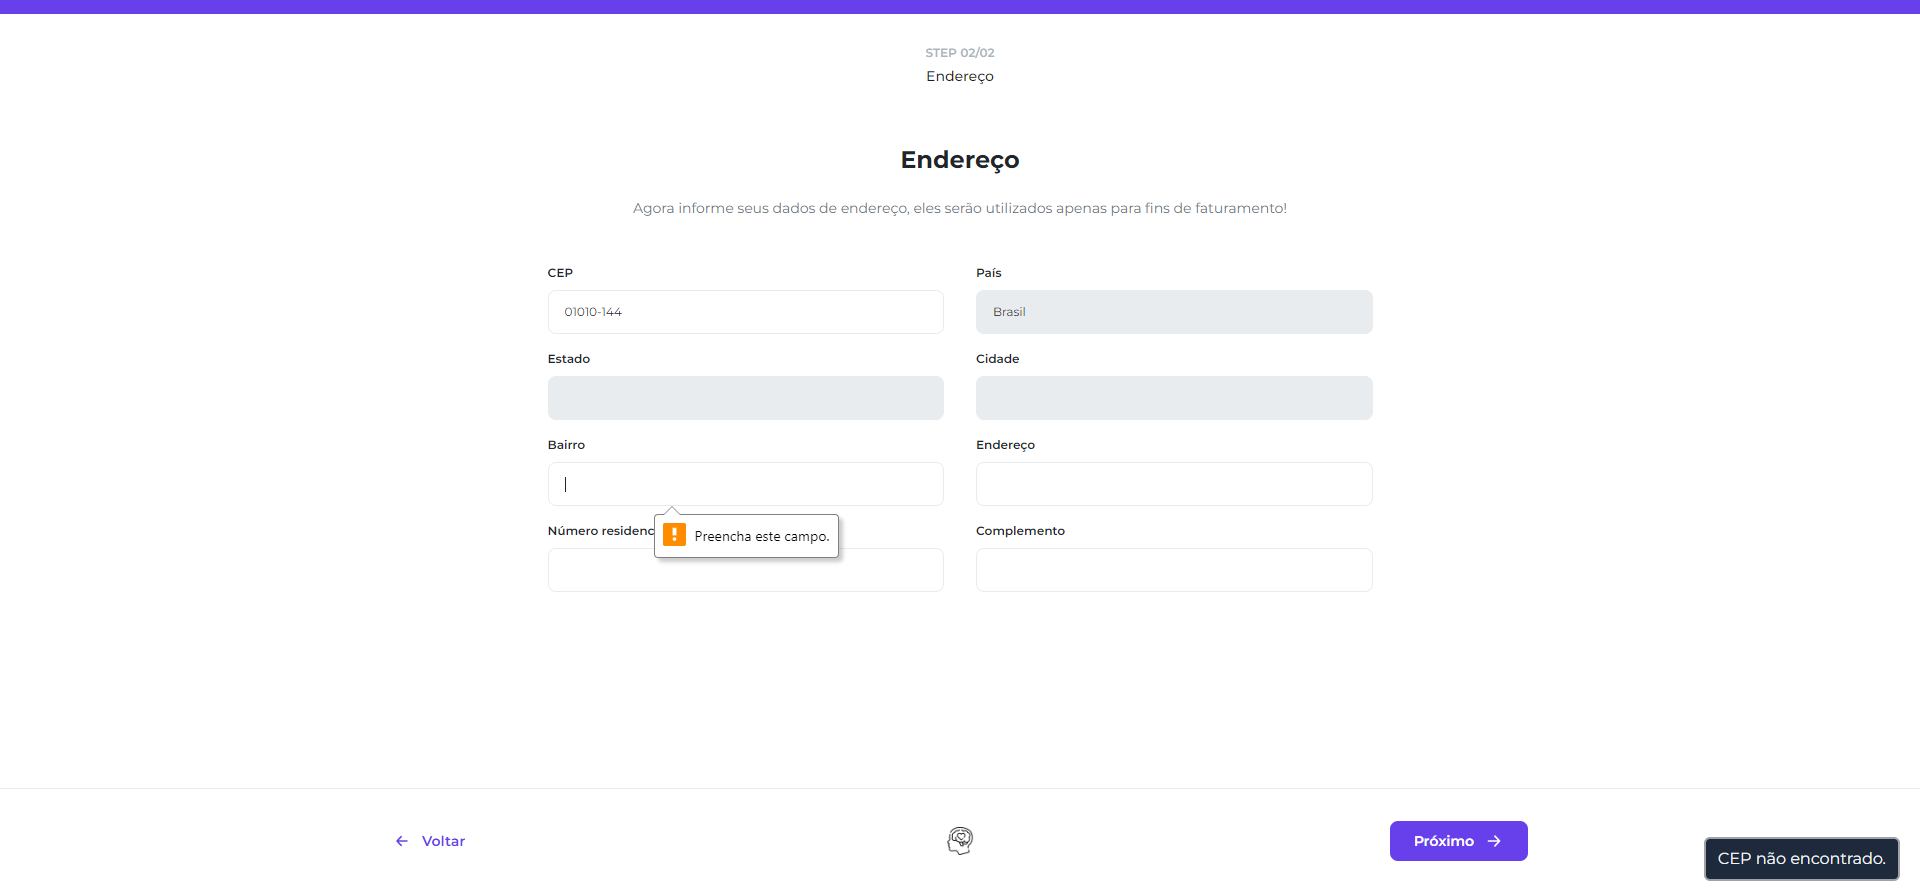 STEP 02/02
Endereço
Endereço
Agora informe seus dados de endereço, eles serão utilizados apenas para fins de faturamento!
CEP
País
01010-144
Brasil
Estado
Cidade
Bairro
Endereço
Número residenc
Complemento
Preencha este campo.
Voltar
Próximo
CEP não encontrado.